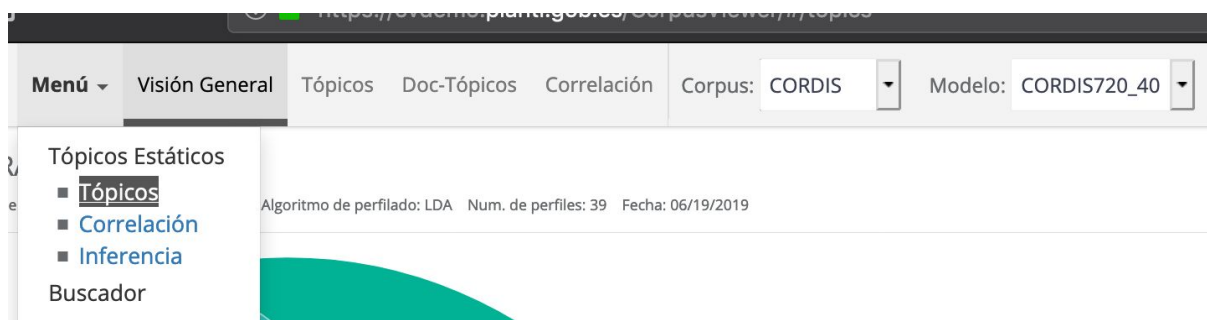 Menú Visión General Tópicos Doc-Tópicos Correlación Corpus: CORDIS Modelo: CORDIS720_40
Tópicos Estáticos
Tópicos
Algoritmo de perfilado: LDA Num. de perfiles: 39 Fecha: 06/19/2019
Correlación
Inferencia
Buscador